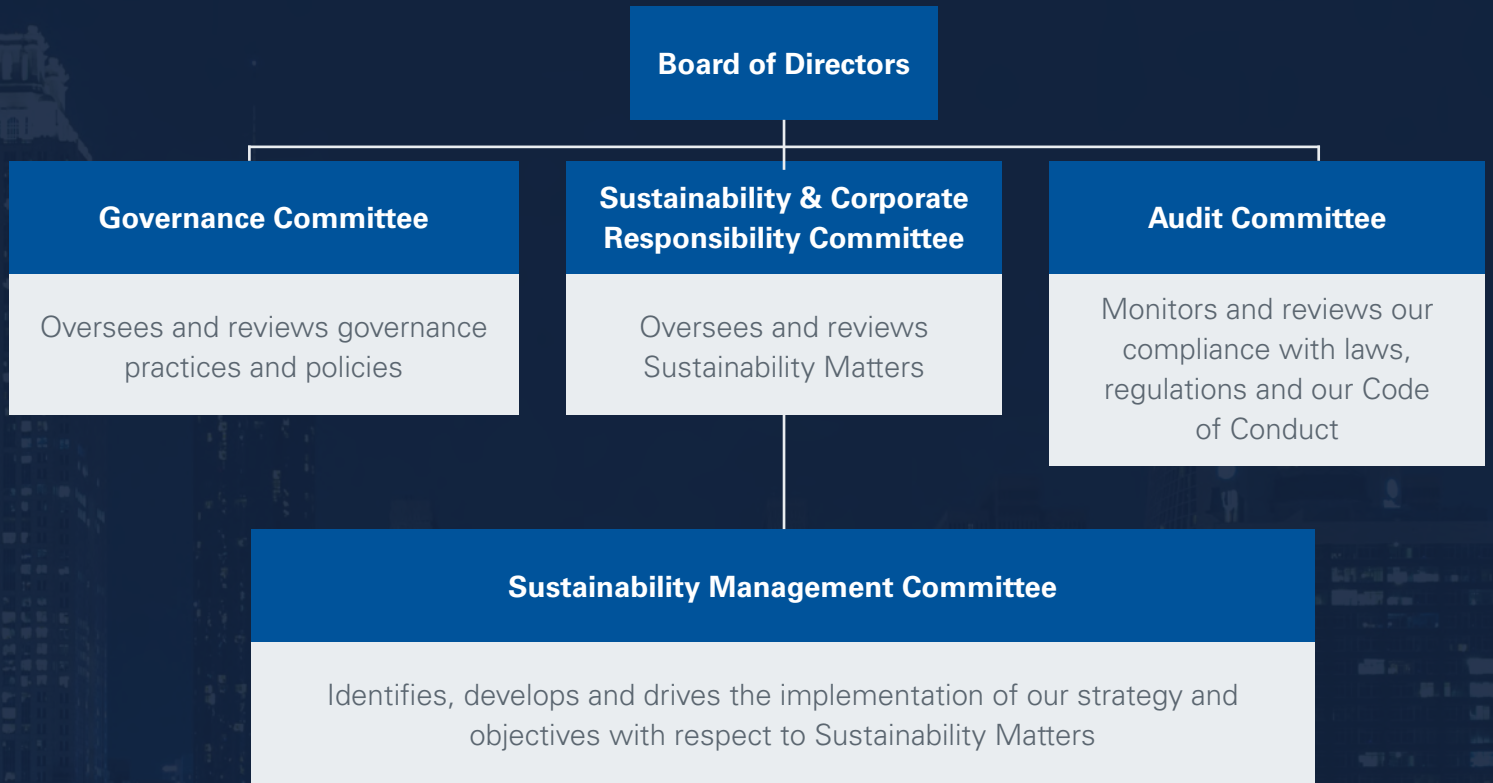 Board of Directors
Governance Committee
Oversees and reviews governance
practices and policies
Sustainability & Corporate
Responsibility Committee
Oversees and reviews
Sustainability Matters
Audit Committee
Monitors and reviews our
compliance with laws,
regulations and our Code
of Conduct
Sustainability Management Committee
Identifies, develops and drives the implementation of our strategy and
objectives with respect to Sustainability Matters